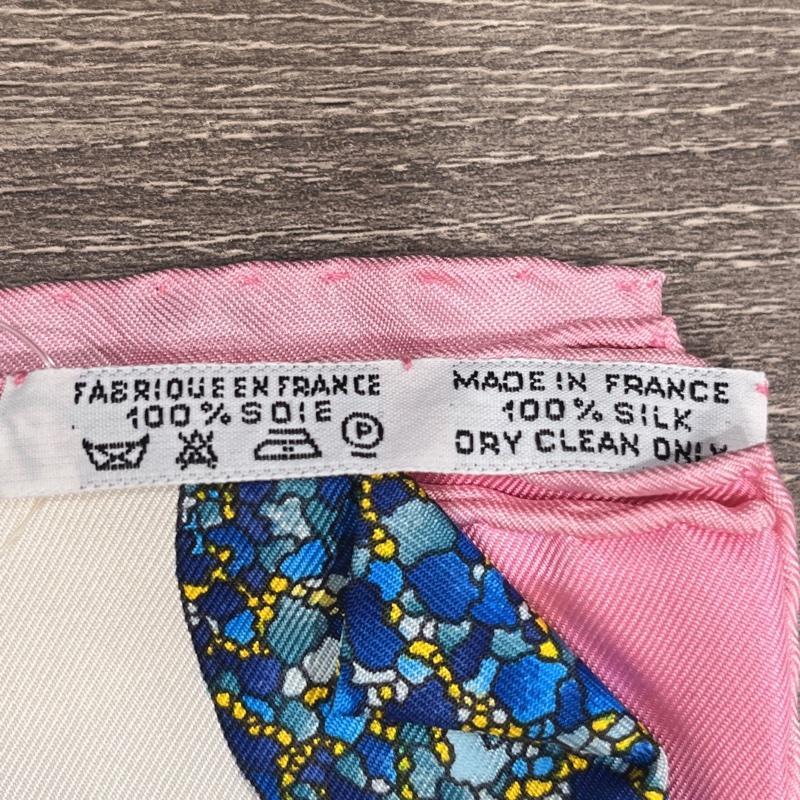 FABRIQUE EN FRANCE
100% SOIE
P
MADE IN FRANCE
100% SILK
DRY CLEAN ONLY